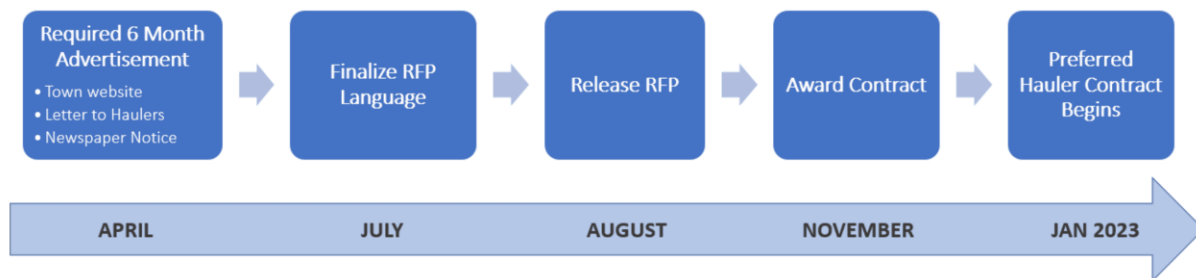 Required 6 Month
Advertisement
• Town website
• Letter to Haulers
• Newspaper Notice
Finalize RFP
Language
Release RFP
Award Contract
Preferred
Hauler Contract
Begins
APRIL
JULY
AUGUST
NOVEMBER
JAN 2023